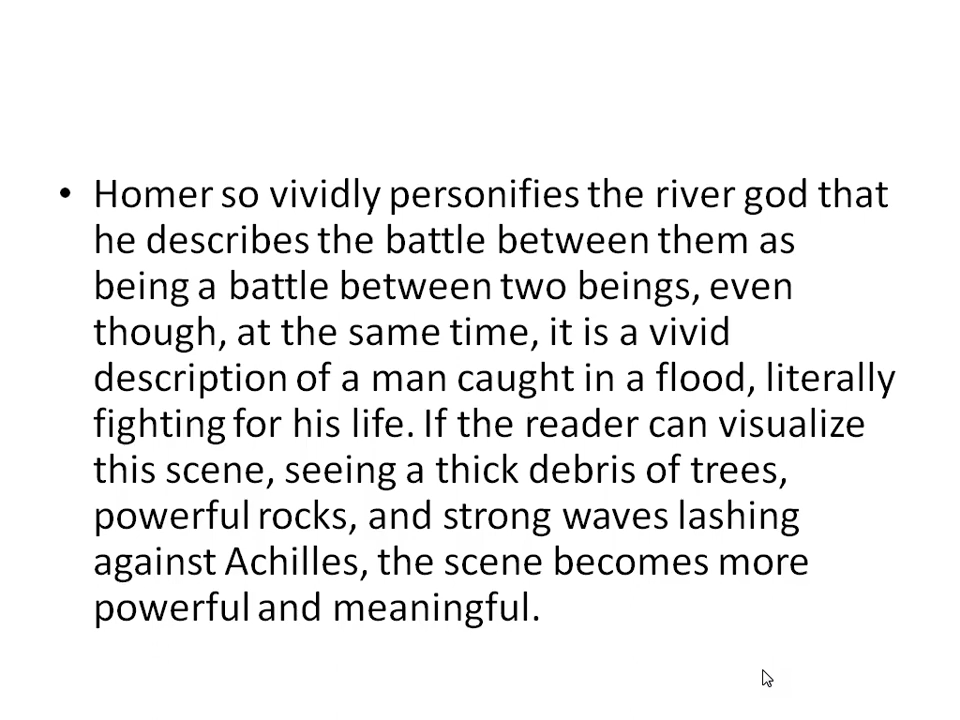 • Homer so vividly personifies the river god that
he describes the battle between them as
being a battle between two beings, even
though, at the same time, it is a vivid
description of a man caught in a flood, literally
fighting for his life. If the reader can visualize
this scene, seeing a thick debris of trees,
powerful rocks, and strong waves lashing
against Achilles, the scene becomes more
powerful and meaningful.